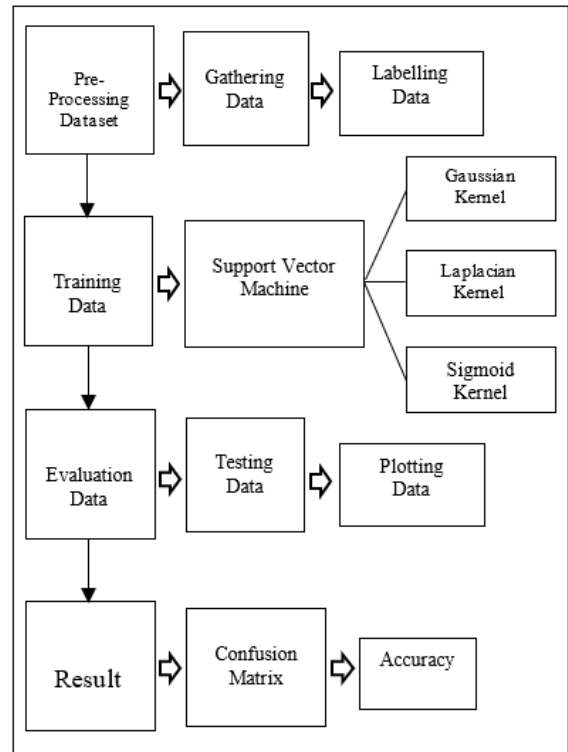 Pre-
Processing
Dataset
Gathering
Data
Labelling
Data
Training
Data
Support Vector
Machine
Gaussian
Kernel
Laplacian
Kernel
Sigmoid
Kernel
Evaluation
Data
Testing
Data
Plotting
Data
Result
Confusion
Matrix
Accuracy